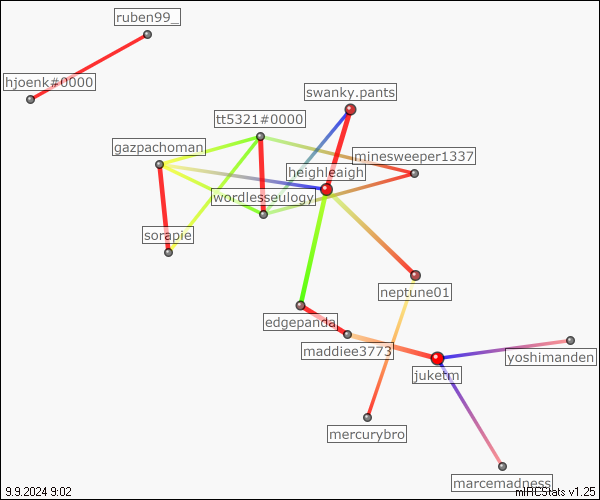 ruben99_
hjoenk#0000
swanky.pants
tt5321#0000
gazpachoman
minesweeper1337
heighleaigh
wordlesseulogy
sorapie
neptune01
edgepanda
maddiee3773
yoshimanden
juketm
mercurybro
marcemadness
9.9.2024 9:02
mIRCStats v1.25